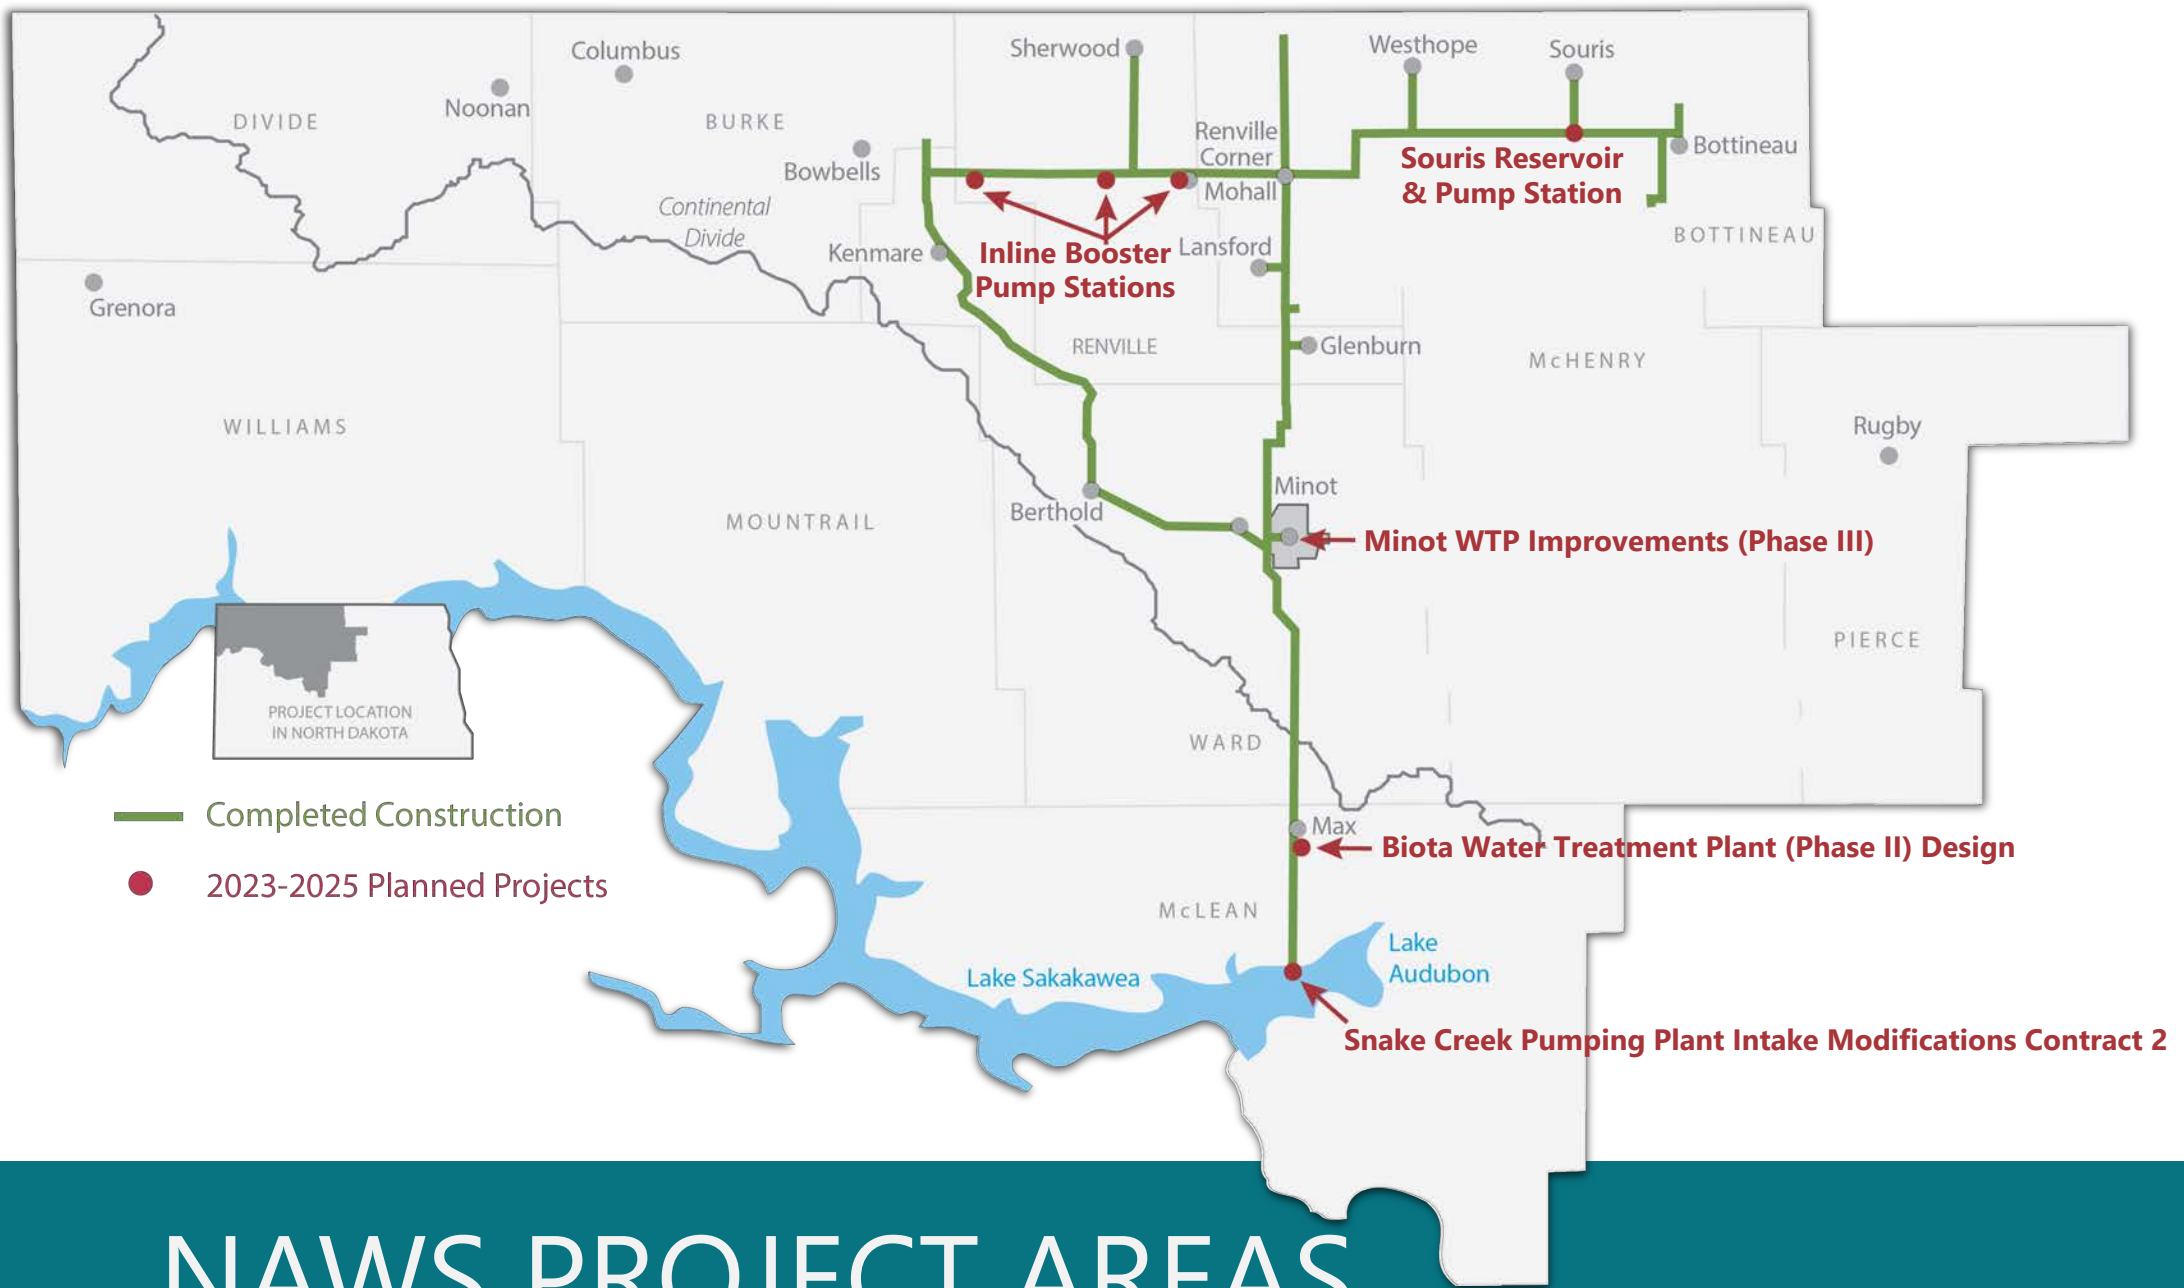 Columbus
Sherwood
Westhope
Souris
Noonan
DIVIDE
BURKE
Renville
Corner
Bottineau
Bowbells
Souris Reservoir
& Pump Station
Mohall
Continental
Divide
BOTTINEAU
Kenmare
Inline Booster
Pump Stations
Lansford
Grenora
RENVILLE
Glenburn
McHENRY
WILLIAMS
Rugby
Minot
Berthold
MOUNTRAIL
Minot WTP Improvements (Phase III)
PIERCE
PROJECT LOCATION
IN NORTH DAKOTA
WARD
Completed Construction
Max
Biota Water Treatment Plant (Phase II) Design
2023-2025 Planned Projects
McLEAN
Lake
Audubon
Lake Sakakawea
Snake Creek Pumping Plant Intake Modifications Contract 2
NAWS PROJECT AREAS